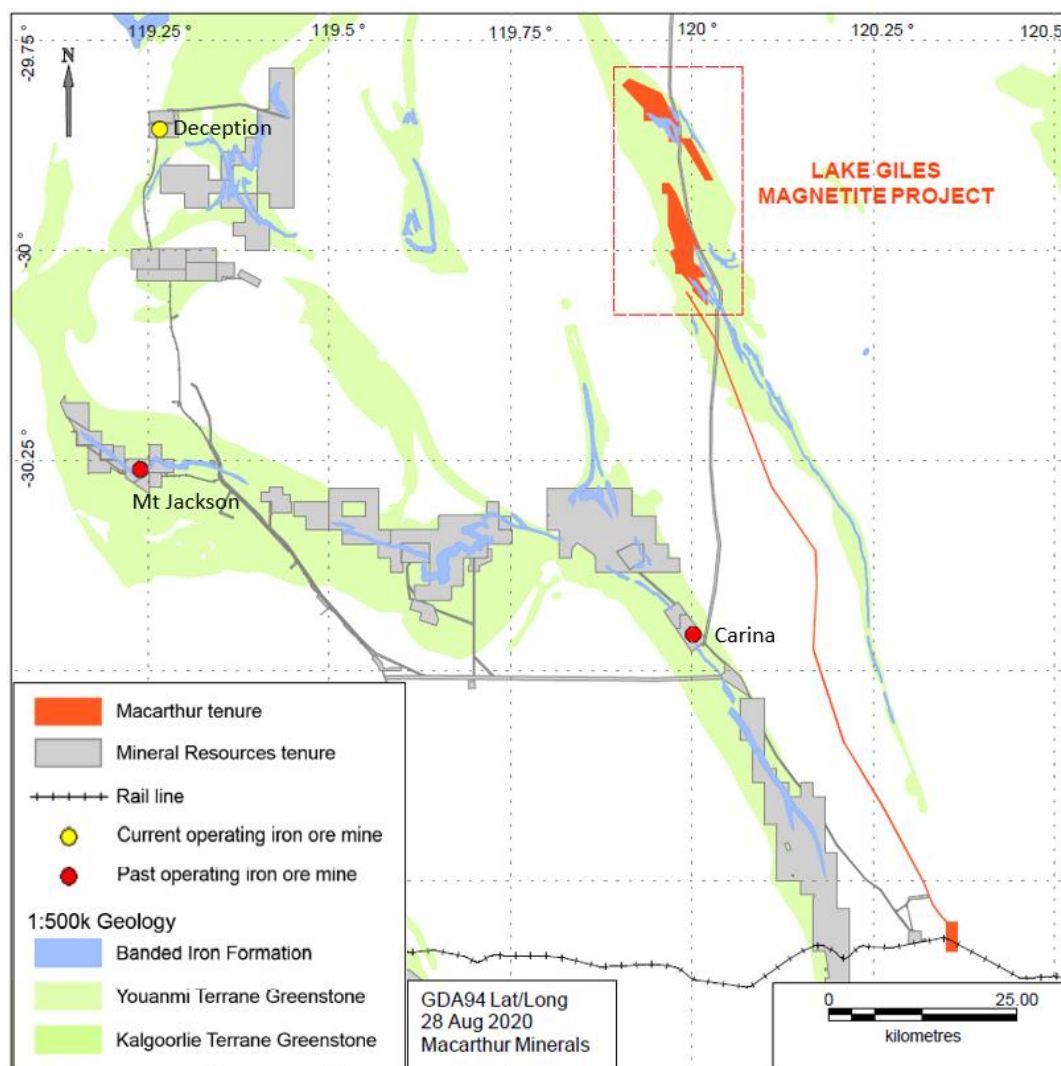 119.25 ° 119.5 ° 119.75 ° 120 ° 120.25 ° 120.5
-29.75 °
N
Deception
LAKE GILES
MAGNETITE PROJECT
-30 °
-30.25 °
Mt Jackson
Carina
Macarthur tenure
Mineral Resources tenure
Rail line
Current operating iron ore mine
Past operating iron ore mine
1:500k Geology
Banded Iron Formation
Youanmi Terrane Greenstone
Kalgoorlie Terrane Greenstone
GDA94 Lat/Long
28 Aug 2020
Macarthur Minerals
0 25.00
kilometres